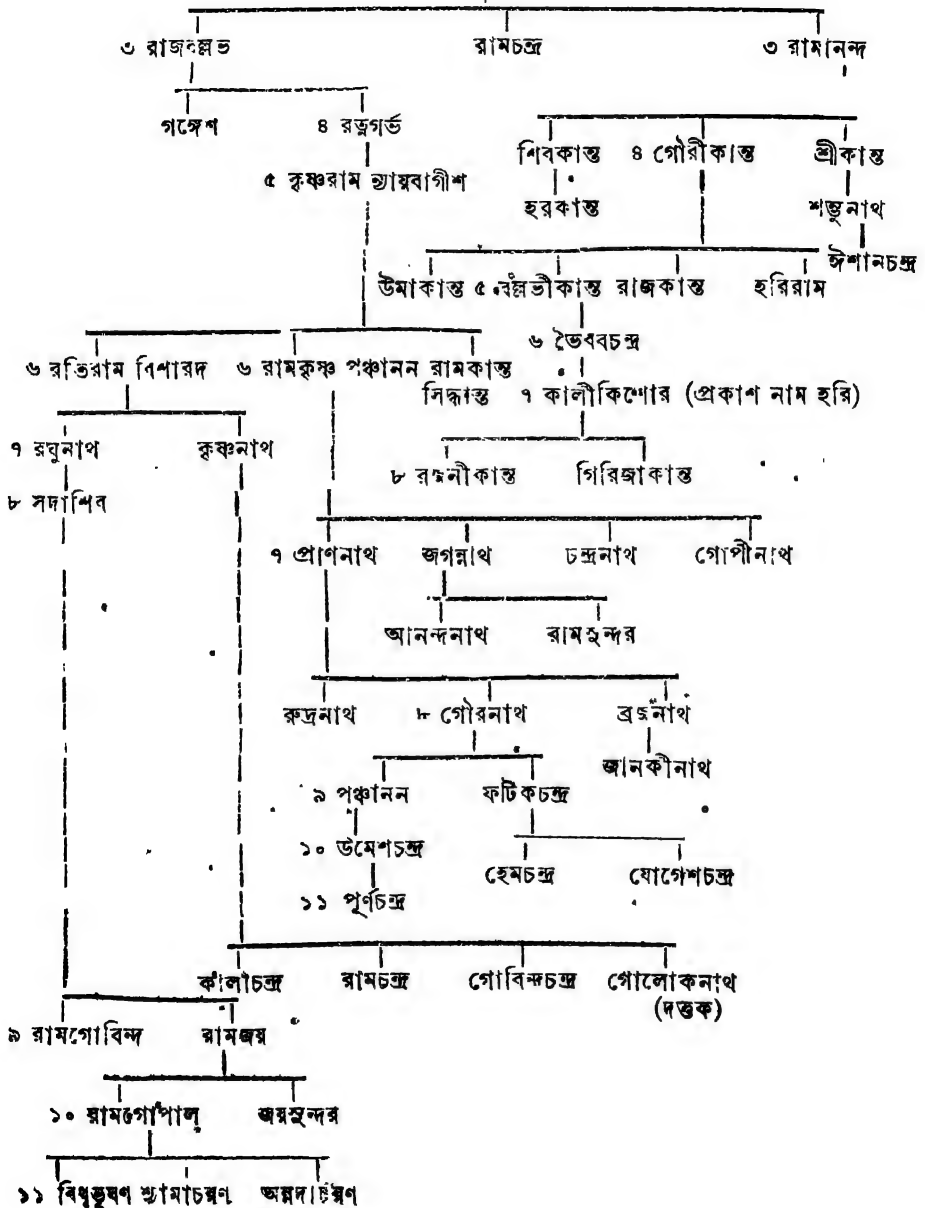 ৩ রাজবল্লভ রামচন্দ্র ৩ রামানন্দ
গঙ্গেশ ৪ রত্নগর্ভ
শিবকান্ত ৪ গৌরীকান্ত শ্রীকান্ত
৫ কৃষ্ণরাম ন্যায়বাগীশ
হরকান্ত শম্ভুনাথ
ঈশানচন্দ্র
উমাকান্ত ৫ বল্লভীকান্ত রাজকান্ত হরিরাম
৬ ভৈরবচন্দ্র
৬ রতিরাম বিশারদ ৬ রামকৃষ্ণ পঞ্চানন রামকান্ত
সিদ্ধান্ত ৭ কালীকিশোর (প্রকাশ নাম হরি)
৭ রঘুনাথ কৃষ্ণনাথ
৮ রজনীকান্ত গিরিজাকান্ত
৮ সদাশিব
৭ প্রাণনাথ জগন্নাথ চন্দ্রনাথ গোপীনাথ
আনন্দনাথ রামসুন্দর
রুদ্রনাথ ৮ গৌরনাথ ব্রজনাথ
জানকীনাথ
৯ পঞ্চানন ফটিকচন্দ্র
১০ উমেশচন্দ্র
হেমচন্দ্র যোগেশচন্দ্র
১১ পূর্ণচন্দ্র
কালাচন্দ্র রামচন্দ্র গোবিন্দচন্দ্র গোলোকনাথ
(দত্তক)
৯ রামগোবিন্দ রামজয়
১০ রামগোপাল জয়সুন্দর
১১ বিধুভূষণ শ্যামাচরণ অন্নদাচরণ